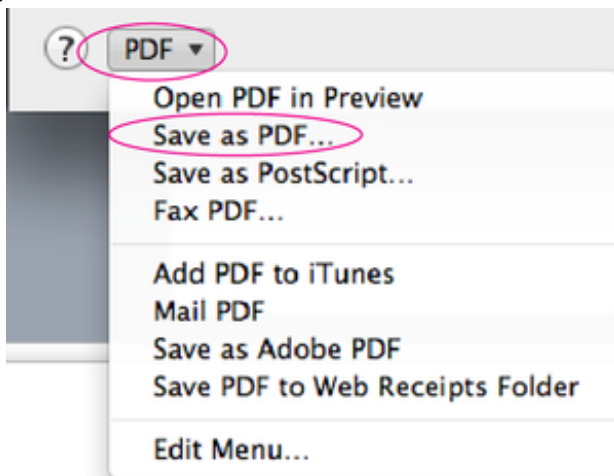 ? PDF ▼
Open PDF in Preview
Save as PDF...
Save as PostScript...
Fax PDF...
Add PDF to iTunes
Mail PDF
Save as Adobe PDF
Save PDF to Web Receipts Folder
Edit Menu...